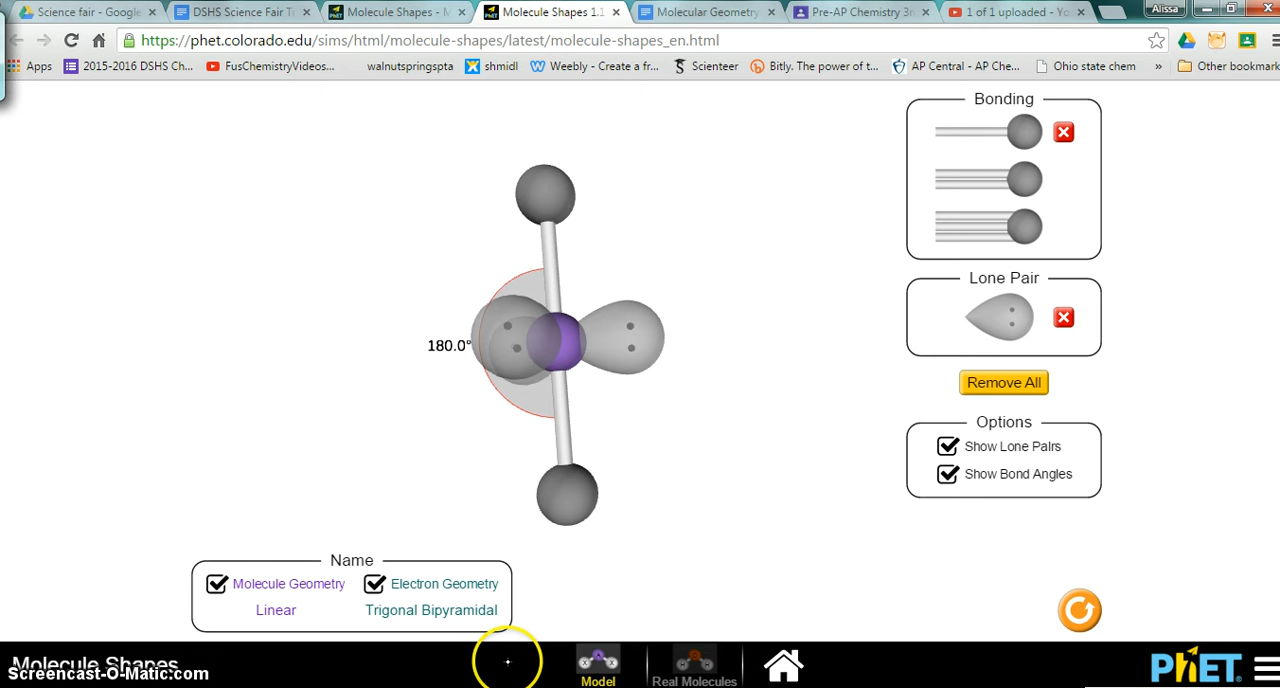 Science fair - Google
DSHS Science Fair Ti
Molecule Shapes - M
Molecule Shapes 1.1
Molecular Geometry
Pre-AP Chemistry 3
1 of 1 uploaded - Yo
Alissa
https://phet.colorado.edu/sims/html/molecule-shapes/latest/molecule-shapes_en.html
Apps
2015-2016 DSHS Ch...
FusChemistryVideos...
walnutspringspta
shmidl
Weebly - Create a fr...
Screenleap
Bitly. The power of t...
AP Central - AP Che...
Ohio state chem
»
Other bookmark
Bonding
Lone Pair
Remove All
Options
Show Lone Pairs
Show Bond Angles
180.0°
Name
Molecule Geometry
Electron Geometry
Linear
Trigonal Bipyramidal
Molecule Shapes
Screencast-O-Matic.com
X X
Model
Real Molecules
PhET